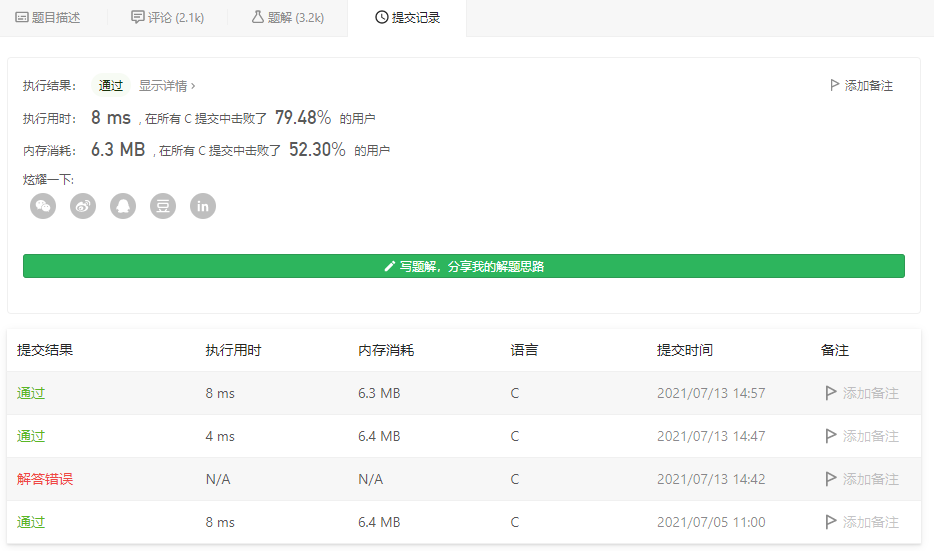 题目描述 评论 (2.1k) 题解 (3.2k) 提交记录
执行结果： 通过 显示详情 › 添加备注
执行用时： 8 ms , 在所有 C 提交中击败了 79.48% 的用户
内存消耗： 6.3 MB , 在所有 C 提交中击败了 52.30% 的用户
炫耀一下:
豆 in
写题解，分享我的解题思路
提交结果 执行用时 内存消耗 语言 提交时间 备注
通过 8 ms 6.3 MB C 2021/07/13 14:57 添加备注
通过 4 ms 6.4 MB C 2021/07/13 14:47 添加备注
解答错误 N/A N/A C 2021/07/13 14:42 添加备注
通过 8 ms 6.4 MB C 2021/07/05 11:00 添加备注